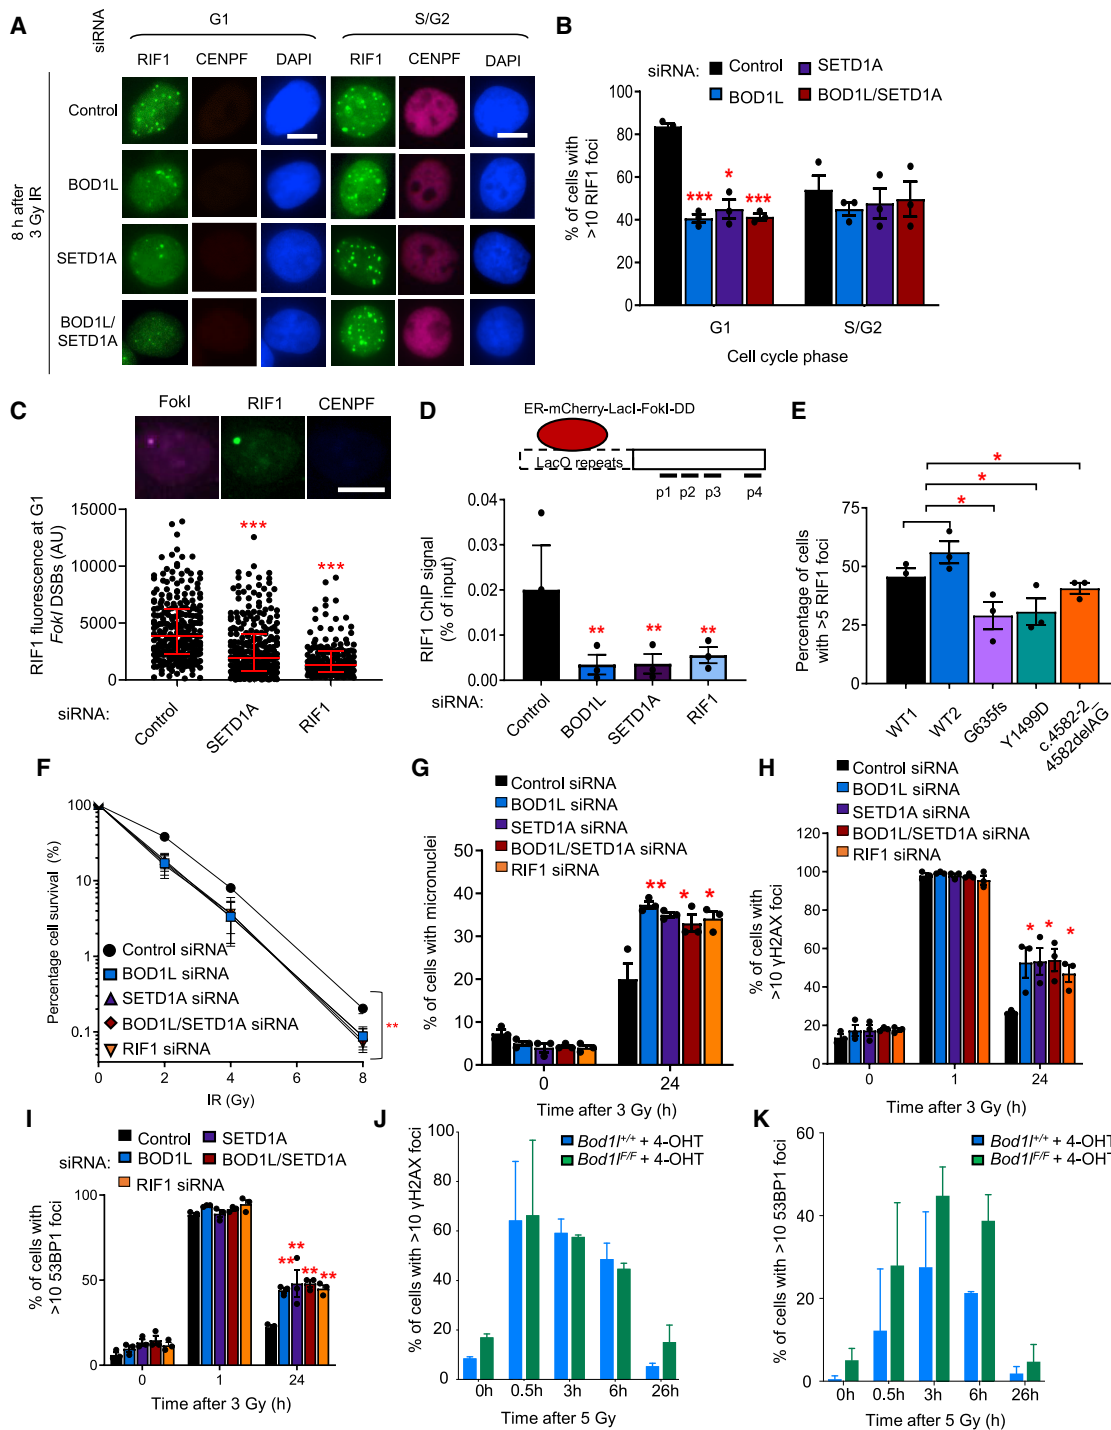 A
siRNA
G1
S/G2
RIF1 CENPF DAPI RIF1 CENPF DAPI
8 h after
3 Gy IR
Control
BOD1L
SETD1A
BOD1L/
SETD1A
B
siRNA:
Control
SETD1A
BOD1L
BOD1L/SETD1A
% of cells with
>10 RIF1 foci
100
80
60
40
20
0
***
*
***
G1
S/G2
Cell cycle phase
C
FokI RIF1 CENPF
RIF1 fluorescence at G1
FokI DSBs (AU)
15000
10000
5000
0
***
***
siRNA:
Control
SETD1A
RIF1
D
ER-mCherry-LacI-FokI-DD
LacO repeats
p1 p2 p3 p4
RIF1 ChIP signal
(% of input)
0.04
0.03
0.02
0.01
0.00
**
**
**
siRNA:
Control
BOD1L
SETD1A
RIF1
E
*
*
*
Percentage of cells
with >5 RIF1 foci
75
50
25
0
WT1
WT2
G635fs
Y1499D
c.4582-2_
4582delAG
F
Percentage cell survival (%)
100
10
1
0.1
Control siRNA
BOD1L siRNA
SETD1A siRNA
BOD1L/SETD1A siRNA
RIF1 siRNA
**
0 2 4 6 8
IR (Gy)
G
Control siRNA
BOD1L siRNA
SETD1A siRNA
BOD1L/SETD1A siRNA
RIF1 siRNA
% of cells with micronuclei
50
40
30
20
10
0
**
*
*
0 24
Time after 3 Gy (h)
H
Control siRNA
BOD1L siRNA
SETD1A siRNA
BOD1L/SETD1A siRNA
RIF1 siRNA
% of cells with
>10 γH2AX foci
120
100
80
60
40
20
0
*
*
*
0 1 24
Time after 3 Gy (h)
I
siRNA:
Control
SETD1A
BOD1L
BOD1L/SETD1A
RIF1 siRNA
% of cells with
>10 53BP1 foci
100
50
0
**
**
**
**
0 1 24
Time after 3 Gy (h)
J
Bod1l+/+ + 4-OHT
Bod1lF/F + 4-OHT
% of cells with >10 γH2AX foci
100
80
60
40
20
0
0h 0.5h 3h 6h 26h
Time after 5 Gy
K
Bod1l+/+ + 4-OHT
Bod1lF/F + 4-OHT
% of cells with >10 53BP1 foci
60
40
20
0
0h 0.5h 3h 6h 26h
Time after 5 Gy (h)